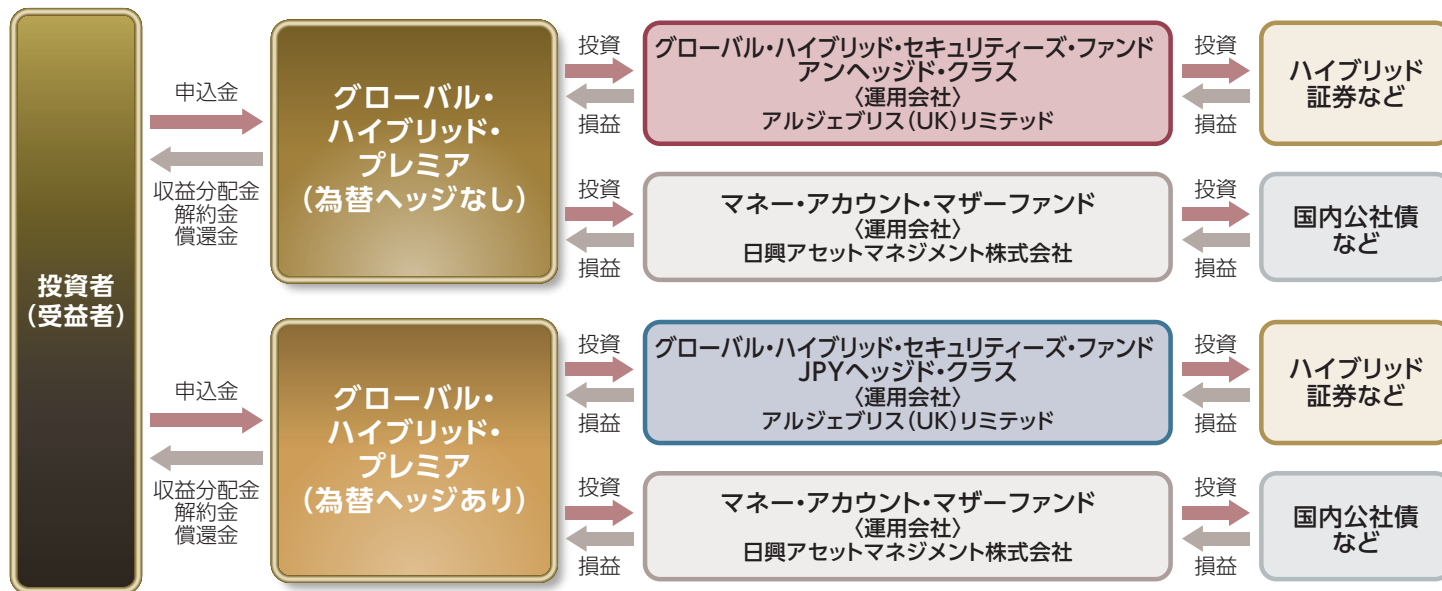 投資者
（受益者）
申込金
収益分配金
解約金
償還金
グローバル・
ハイブリッド・
プレミア
（為替ヘッジなし）
投資
損益
グローバル・ハイブリッド・セキュリティーズ・ファンド
アンヘッジド・クラス
〈運用会社〉
アルジェブリス（UK）リミテッド
投資
損益
ハイブリッド
証券など
投資
損益
マネー・アカウント・マザーファンド
〈運用会社〉
日興アセットマネジメント株式会社
投資
損益
国内公社債
など
申込金
収益分配金
解約金
償還金
グローバル・
ハイブリッド・
プレミア
（為替ヘッジあり）
投資
損益
グローバル・ハイブリッド・セキュリティーズ・ファンド
JPYヘッジド・クラス
〈運用会社〉
アルジェブリス（UK）リミテッド
投資
損益
ハイブリッド
証券など
投資
損益
マネー・アカウント・マザーファンド
〈運用会社〉
日興アセットマネジメント株式会社
投資
損益
国内公社債
など